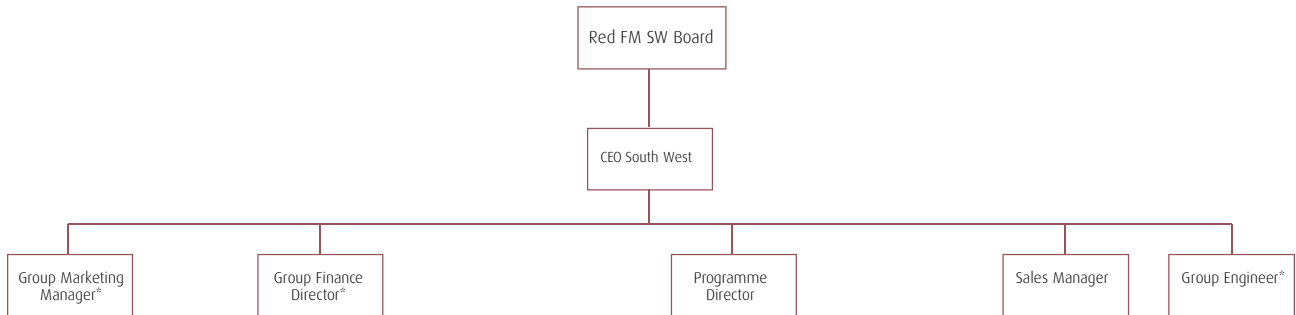 Red FM SW Board
CEO South West
Group Marketing
Manager*
Group Finance
Director*
Programme
Director
Sales Manager
Group Engineer*